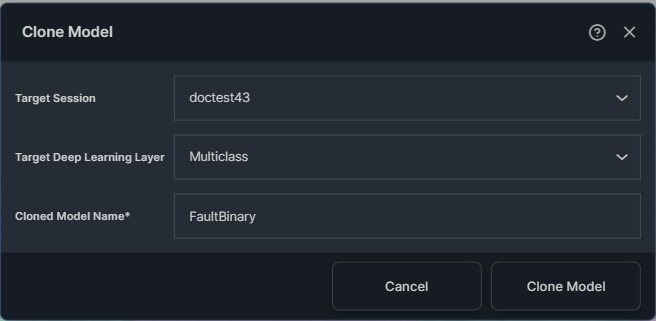 Clone Model
Target Session
doctest43
Target Deep Learning Layer
Multiclass
Cloned Model Name*
FaultBinary
Cancel
Clone Model